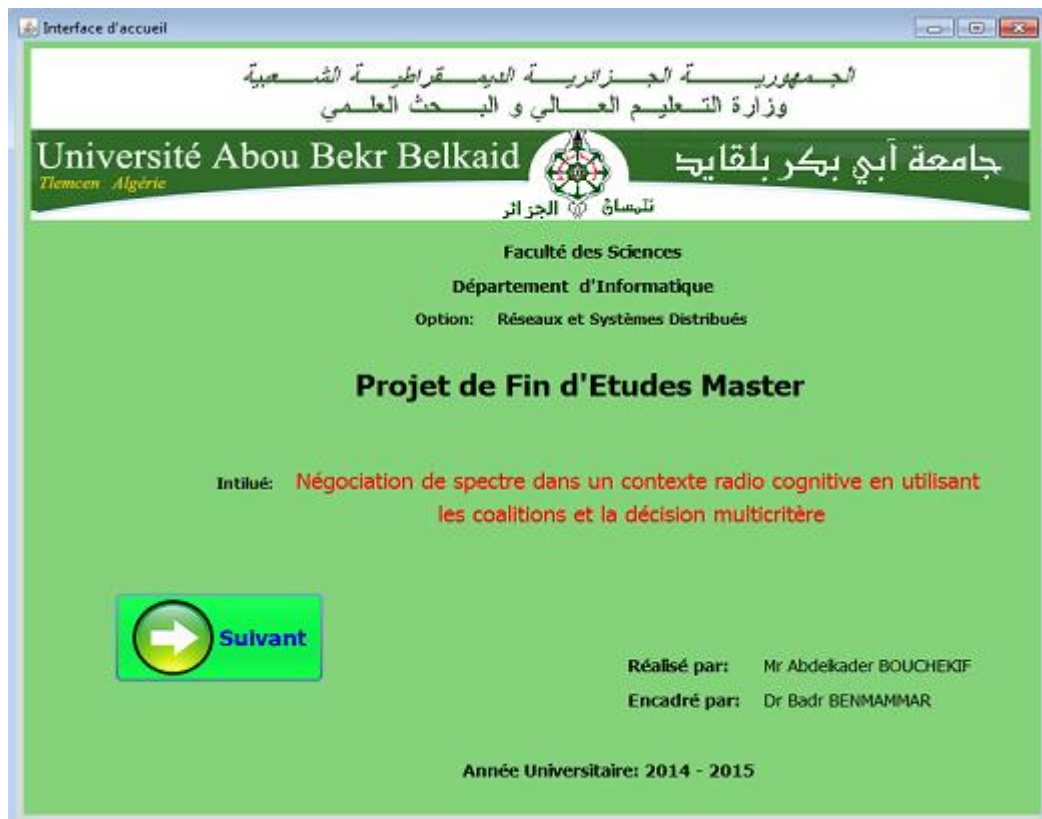 Interface d'accueil
الجمهورية الجزائرية الديمقراطية الشعبية
وزارة التعليم العالي و البحث العلمي
Université Abou Bekr Belkaid
جامعة أبي بكر بلقايد
Tlemcen Algérie
تلمسان الجزائر
Faculté des Sciences
Département d'Informatique
Option: Réseaux et Systèmes Distribués
Projet de Fin d'Etudes Master
Intilué: Négociation de spectre dans un contexte radio cognitive en utilisant
les coalitions et la décision multicritère
Suivant
Réalisé par: Mr Abdelkader BOUCHEKIF
Encadré par: Dr Badr BENMAMMAR
Année Universitaire: 2014 - 2015